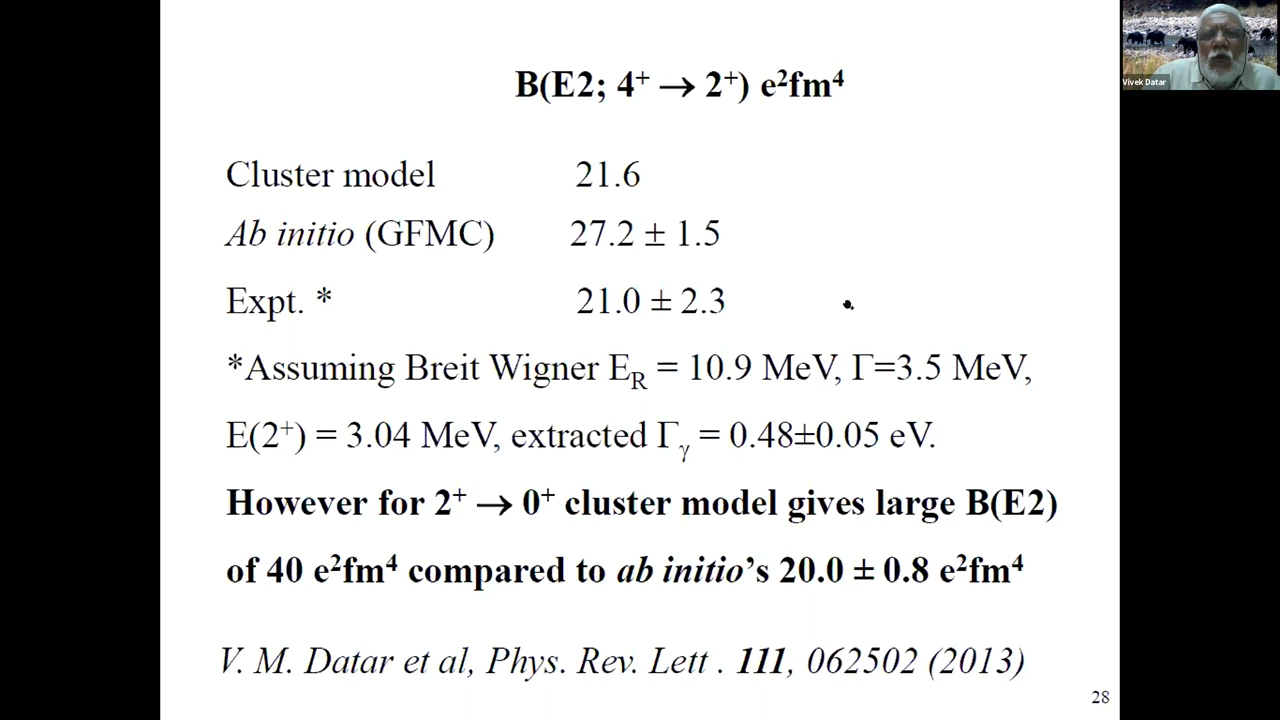 B(E2; 4⁺ → 2⁺) e²fm⁴
Cluster model 21.6
Ab initio (GFMC) 27.2 ± 1.5
Expt. * 21.0 ± 2.3
*Assuming Breit Wigner E_R = 10.9 MeV, Γ=3.5 MeV,
E(2⁺) = 3.04 MeV, extracted Γ_γ = 0.48±0.05 eV.
However for 2⁺ → 0⁺ cluster model gives large B(E2)
of 40 e²fm⁴ compared to ab initio’s 20.0 ± 0.8 e²fm⁴
V. M. Datar et al, Phys. Rev. Lett . 111, 062502 (2013)
28
Vivek Datar